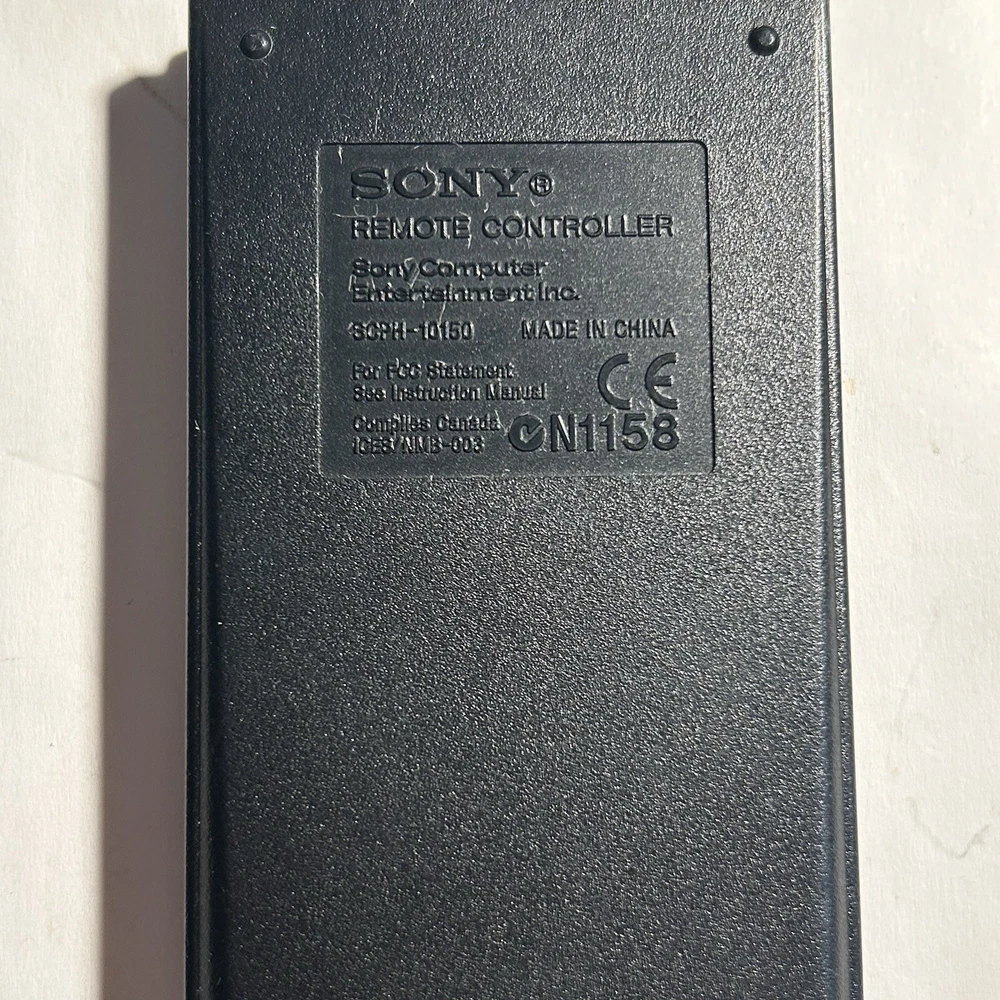 SONY®
REMOTE CONTROLLER
Sony Computer
Entertainment Inc.
SCPH-10150 MADE IN CHINA
For FCC Statement
See Instruction Manual
CE
Complies Canada
ICES/NMB-003
N1158